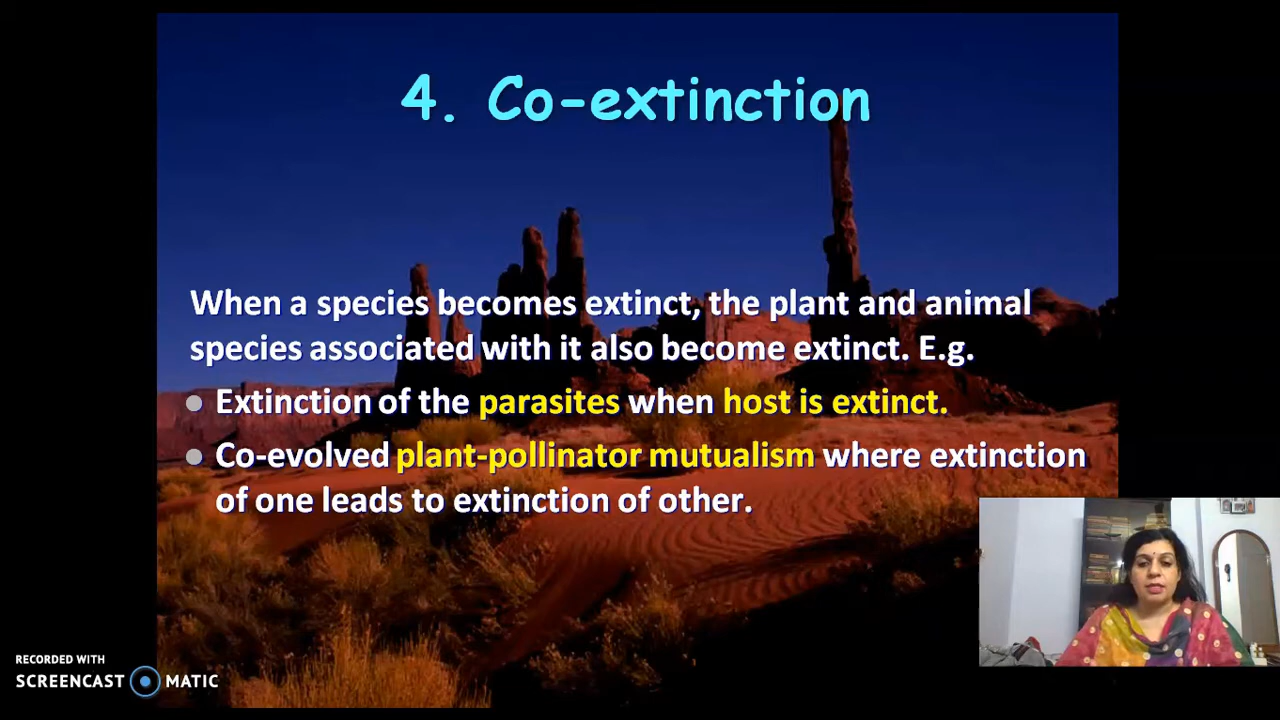 4. Co-extinction
When a species becomes extinct, the plant and animal
species associated with it also become extinct. E.g.
Extinction of the parasites when host is extinct.
Co-evolved plant-pollinator mutualism where extinction
of one leads to extinction of other.
RECORDED WITH
SCREENCAST MATIC